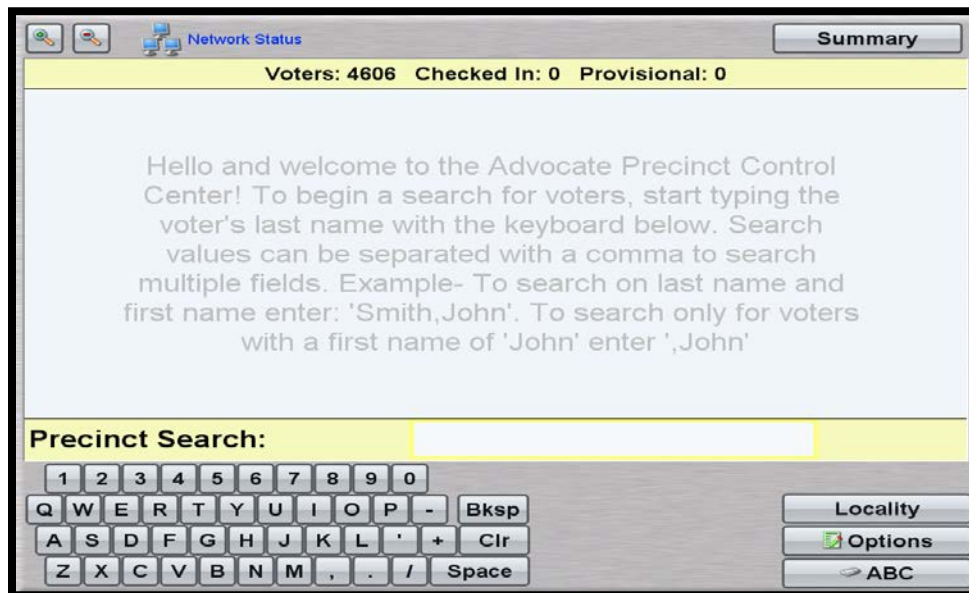 Network Status
Summary
Voters: 4606 Checked In: 0 Provisional: 0
Hello and welcome to the Advocate Precinct Control
Center! To begin a search for voters, start typing the
voter's last name with the keyboard below. Search
values can be separated with a comma to search
multiple fields. Example- To search on last name and
first name enter: 'Smith,John'. To search only for voters
with a first name of 'John' enter ',John'
Precinct Search:
1 2 3 4 5 6 7 8 9 0
Q W E R T Y U I O P - Bksp
A S D F G H J K L ' + Clr
Z X C V B N M , . / Space
Locality
Options
ABC